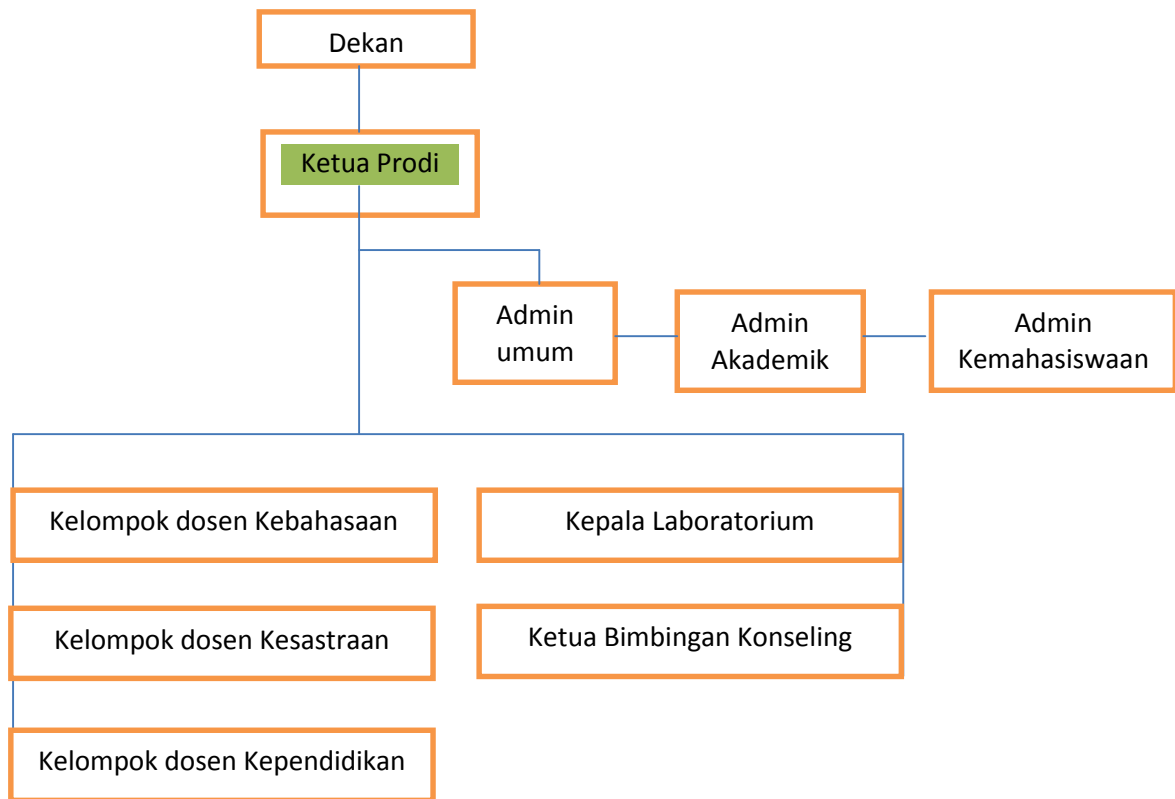 Dekan
Ketua Prodi
Admin
umum
Admin
Akademik
Admin
Kemahasiswaan
Kelompok dosen Kebahasaan
Kepala Laboratorium
Kelompok dosen Kesastraan
Ketua Bimbingan Konseling
Kelompok dosen Kependidikan